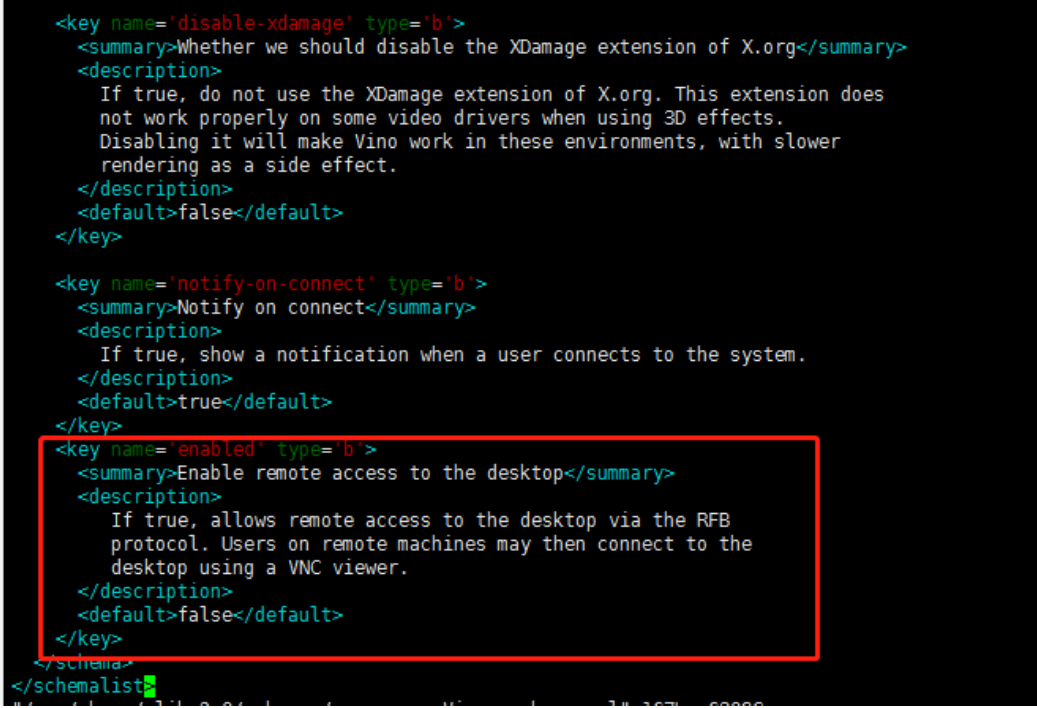 <key name='disable-xdamage' type='b'>
<summary>Whether we should disable the XDamage extension of X.org</summary>
<description>
If true, do not use the XDamage extension of X.org. This extension does
not work properly on some video drivers when using 3D effects.
Disabling it will make Vino work in these environments, with slower
rendering as a side effect.
</description>
<default>false</default>
</key>
<key name='notify-on-connect' type='b'>
<summary>Notify on connect</summary>
<description>
If true, show a notification when a user connects to the system.
</description>
<default>true</default>
</key>
<key name='enabled' type='b'>
<summary>Enable remote access to the desktop</summary>
<description>
If true, allows remote access to the desktop via the RFB
protocol. Users on remote machines may then connect to the
desktop using a VNC viewer.
</description>
<default>false</default>
</key>
</schema>
</schemalist>